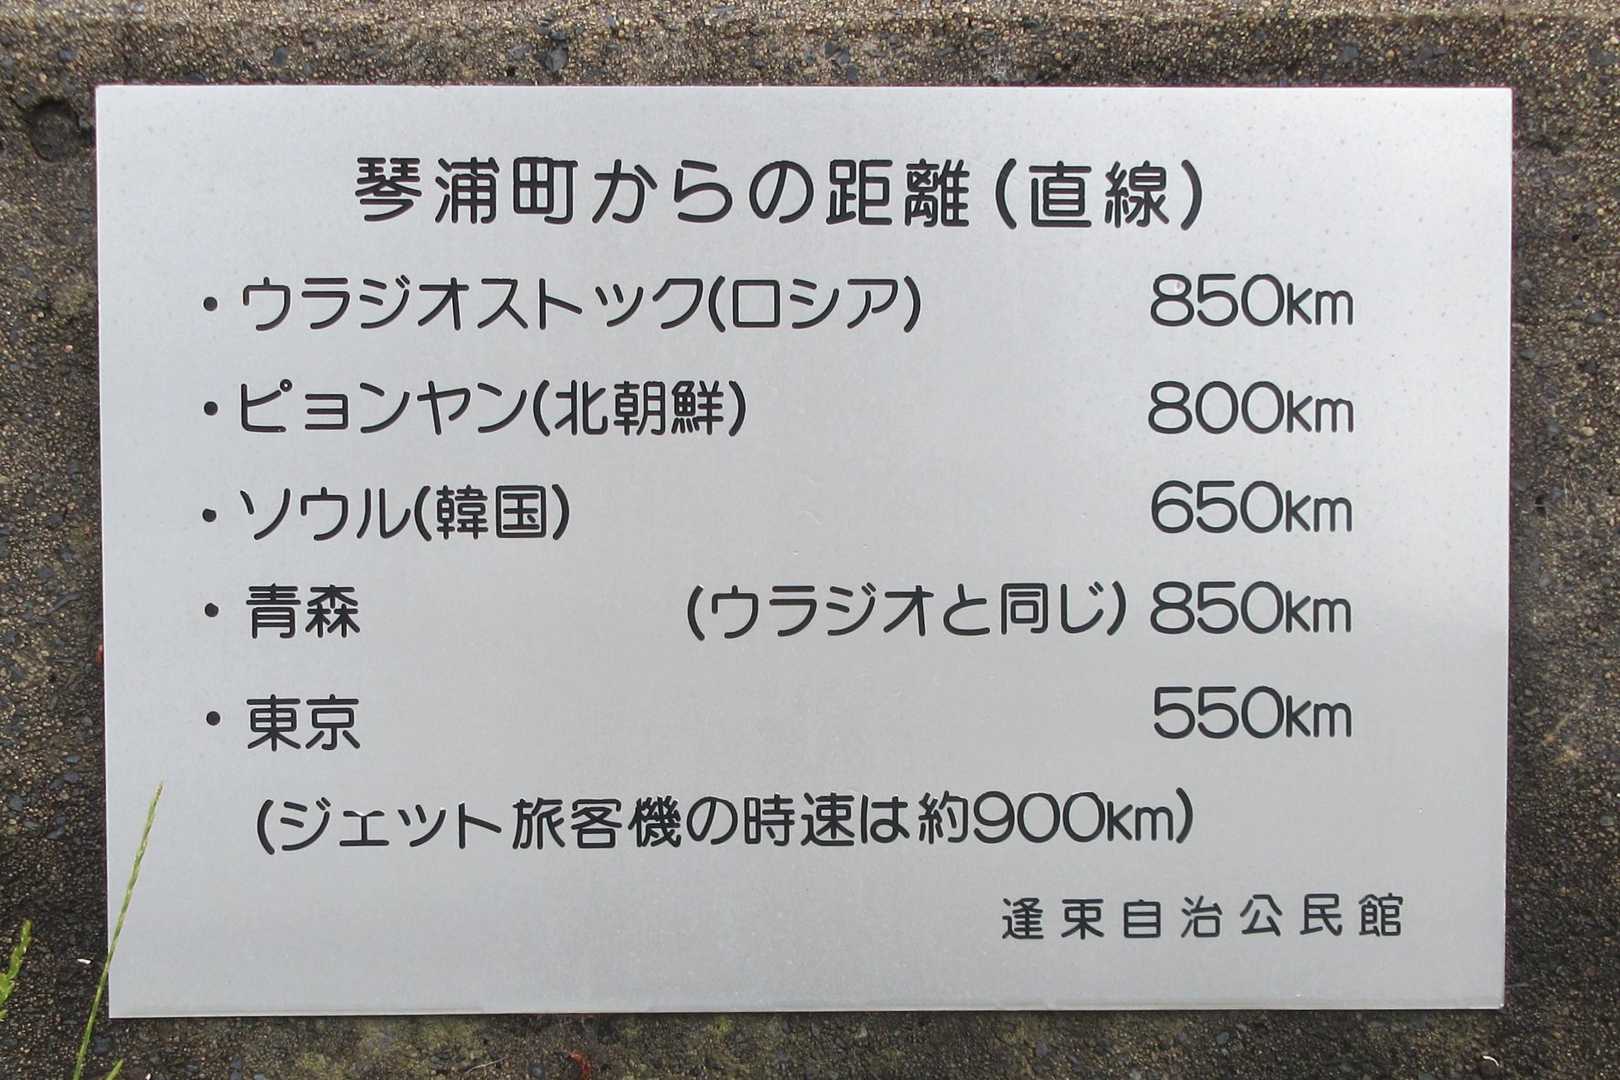 琴浦町からの距離(直線)
・ウラジオストック(ロシア) 850km
・ピョンヤン(北朝鮮) 800km
・ソウル(韓国) 650km
・青森 (ウラジオと同じ) 850km
・東京 550km
(ジェット旅客機の時速は約900km)
逢束自治公民館